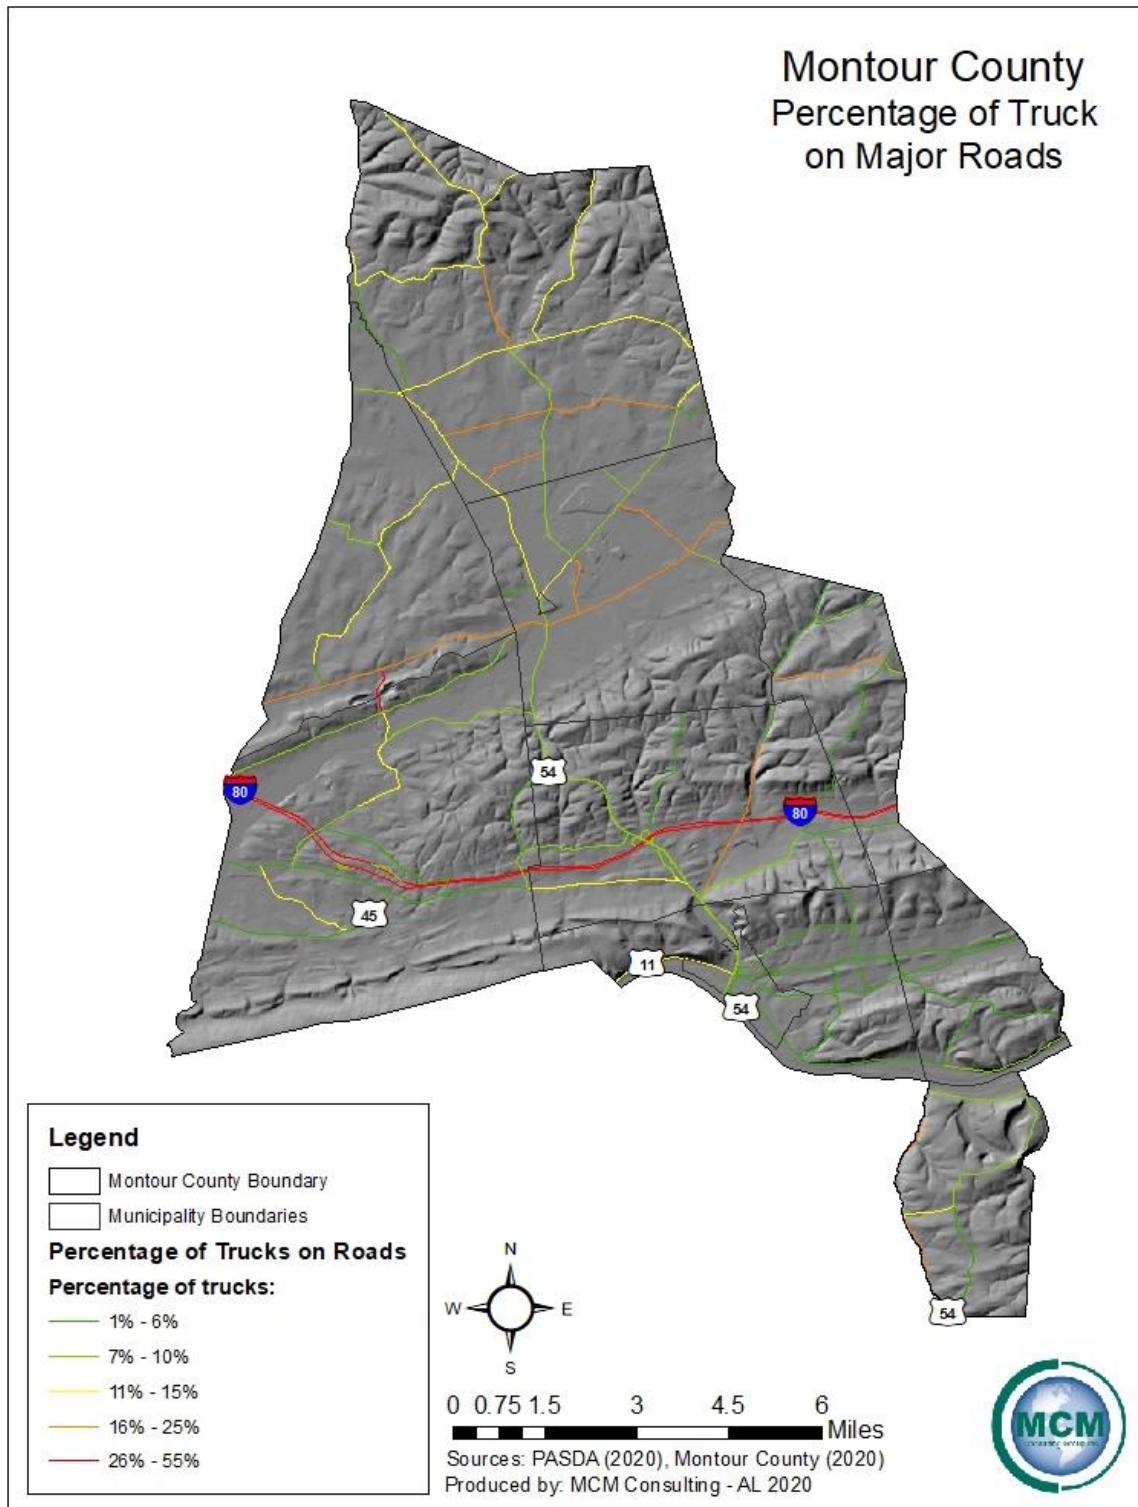 Montour County
Percentage of Truck
on Major Roads
80
54
80
45
11
54
54
Legend
Montour County Boundary
Municipality Boundaries
Percentage of Trucks on Roads
Percentage of trucks:
1% - 6%
7% - 10%
11% - 15%
16% - 25%
26% - 55%
N
W E
S
0 0.75 1.5 3 4.5 6
Miles
Sources: PASDA (2020), Montour County (2020)
Produced by: MCM Consulting - AL 2020
MCM